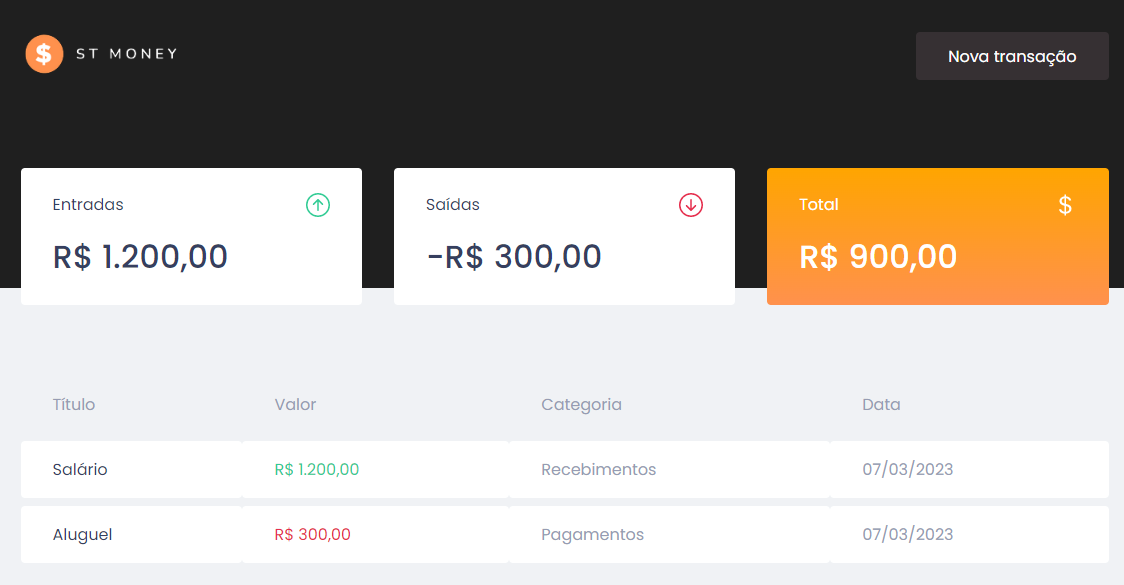 $ ST MONEY
Nova transação
Entradas
R$ 1.200,00
Saídas
-R$ 300,00
Total $
R$ 900,00
Título Valor Categoria Data
Salário R$ 1.200,00 Recebimentos 07/03/2023
Aluguel R$ 300,00 Pagamentos 07/03/2023